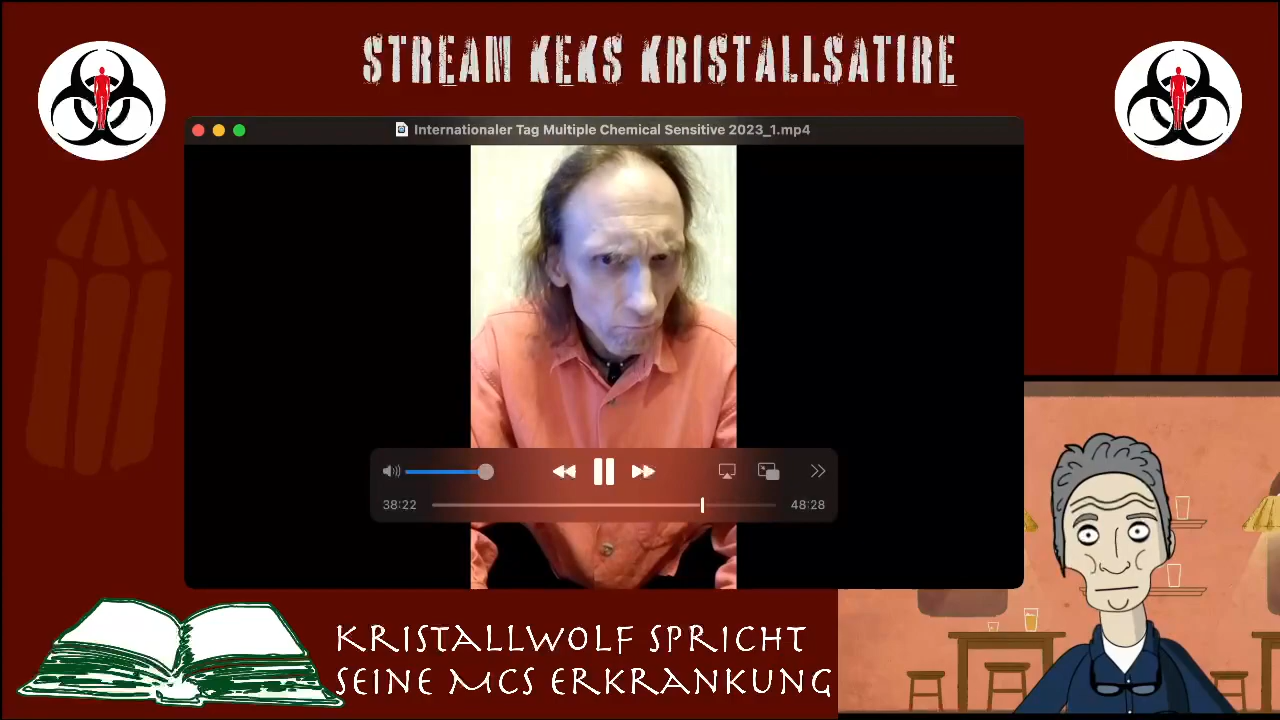 STREAM KEKS KRISTALLSATIRE
Internationaler Tag Multiple Chemical Sensitive 2023_1.mp4
38:22
48:28
KRISTALLWOLF SPRICHT
SEINE MCS ERKRANKUNG